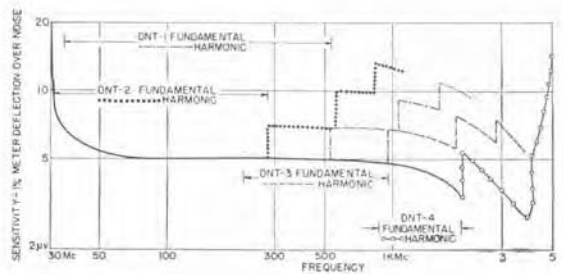 SENSITIVITY-1% METER DEFLECTION OVER NOISE
20
10
5
2μv
DNT-1 FUNDAMENTAL
HARMONIC
DNT-2 FUNDAMENTAL
HARMONIC
DNT-3 FUNDAMENTAL
HARMONIC
DNT-4
FUNDAMENTAL
HARMONIC
30Mc 50 100 300 500 1KMc 3 5
FREQUENCY